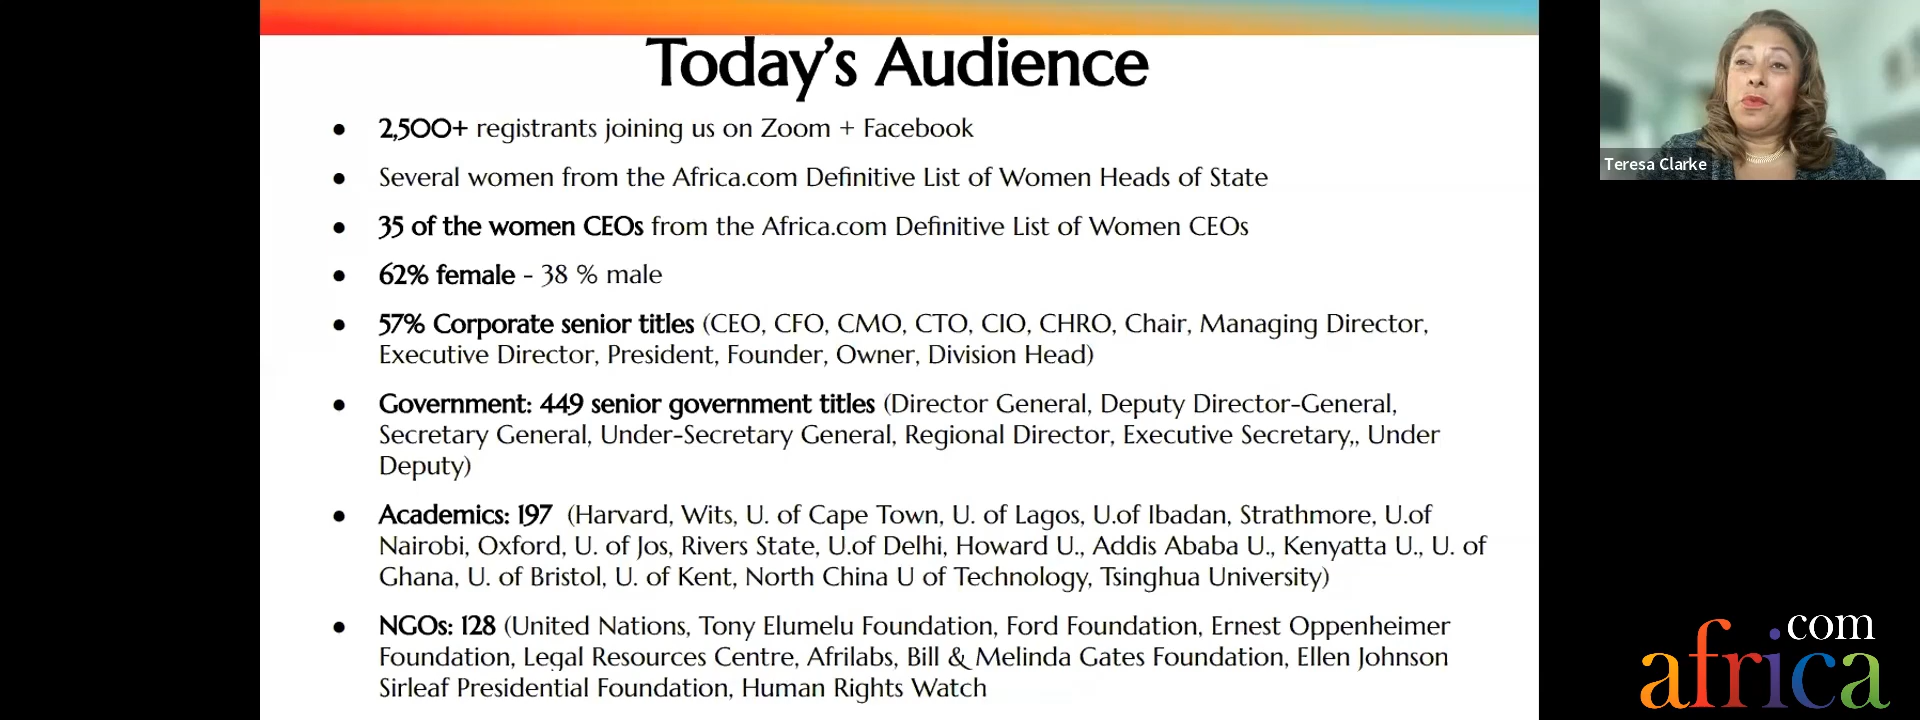 Today's Audience
● 2,500+ registrants joining us on Zoom + Facebook
● Several women from the Africa.com Definitive List of Women Heads of State
● 35 of the women CEOs from the Africa.com Definitive List of Women CEOs
● 62% female - 38 % male
● 57% Corporate senior titles (CEO, CFO, CMO, CTO, CIO, CHRO, Chair, Managing Director,
Executive Director, President, Founder, Owner, Division Head)
● Government: 449 senior government titles (Director General, Deputy Director-General,
Secretary General, Under-Secretary General, Regional Director, Executive Secretary,, Under
Deputy)
● Academics: 197 (Harvard, Wits, U. of Cape Town, U. of Lagos, U.of Ibadan, Strathmore, U.of
Nairobi, Oxford, U. of Jos, Rivers State, U.of Delhi, Howard U., Addis Ababa U., Kenyatta U., U. of
Ghana, U. of Bristol, U. of Kent, North China U of Technology, Tsinghua University)
● NGOs: 128 (United Nations, Tony Elumelu Foundation, Ford Foundation, Ernest Oppenheimer
Foundation, Legal Resources Centre, Afrilabs, Bill & Melinda Gates Foundation, Ellen Johnson
Sirleaf Presidential Foundation, Human Rights Watch
Teresa Clarke
com
africa